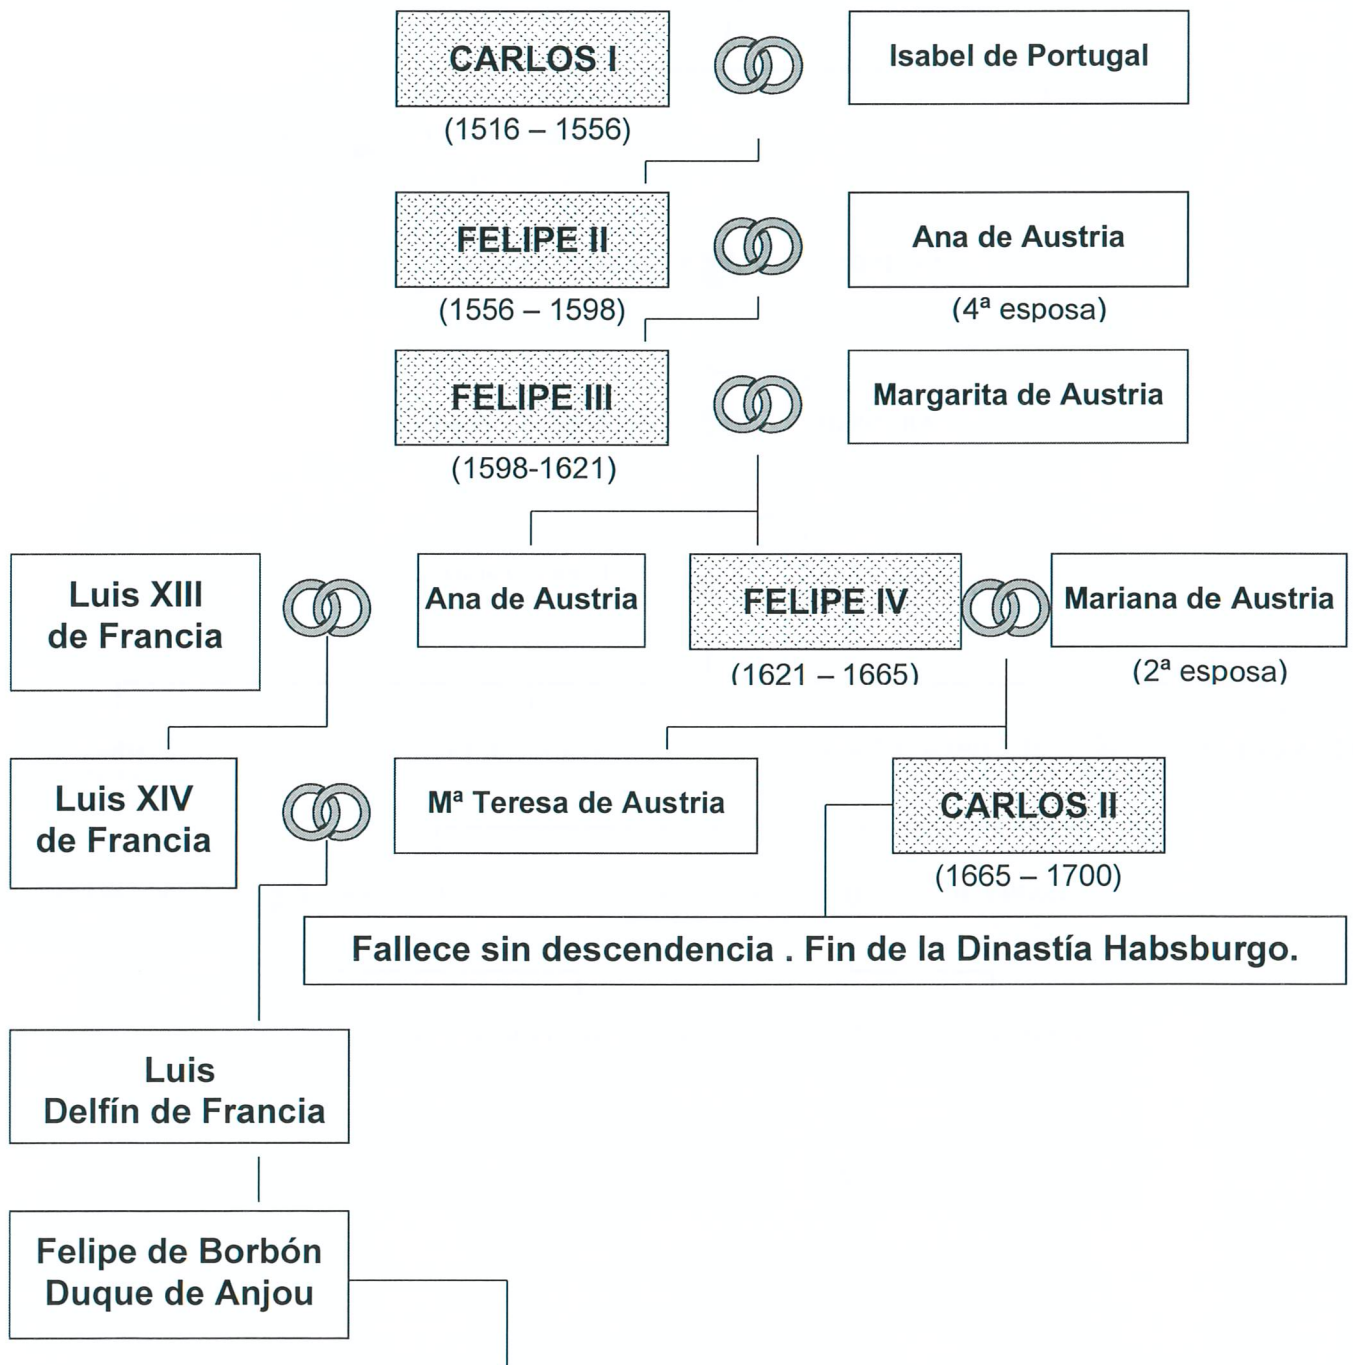 CARLOS I
Isabel de Portugal
(1516 – 1556)
FELIPE II
Ana de Austria
(1556 – 1598)
(4ª esposa)
FELIPE III
Margarita de Austria
(1598-1621)
Luis XIII
de Francia
Ana de Austria
FELIPE IV
Mariana de Austria
(1621 – 1665)
(2ª esposa)
Luis XIV
de Francia
Mª Teresa de Austria
CARLOS II
(1665 – 1700)
Fallece sin descendencia . Fin de la Dinastía Habsburgo.
Luis
Delfín de Francia
Felipe de Borbón
Duque de Anjou